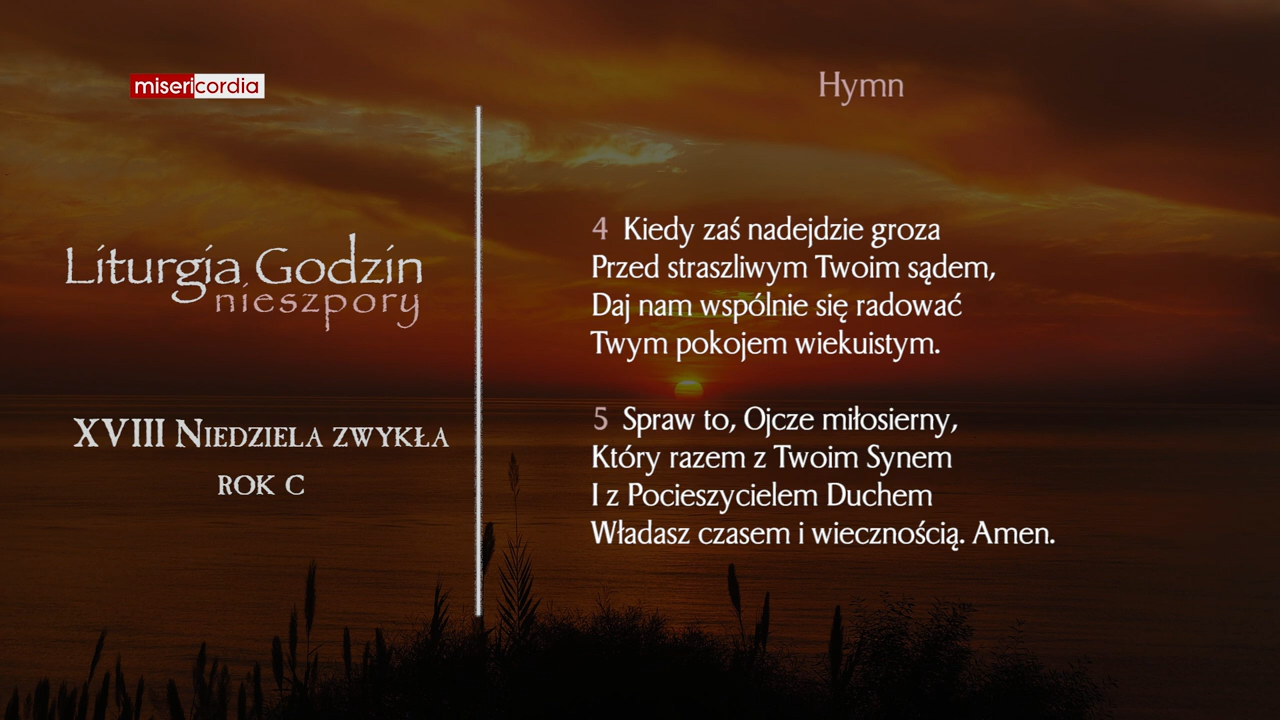 misericordia
Liturgia Godzin
nieszpory
XVIII Niedziela zwykła
rok C
Hymn
4 Kiedy zaś nadejdzie groza
Przed straszliwym Twoim sądem,
Daj nam wspólnie się radować
Twym pokojem wiekuistym.
5 Spraw to, Ojcze miłosierny,
Który razem z Twoim Synem
I z Pocieszycielem Duchem
Władasz czasem i wiecznością. Amen.